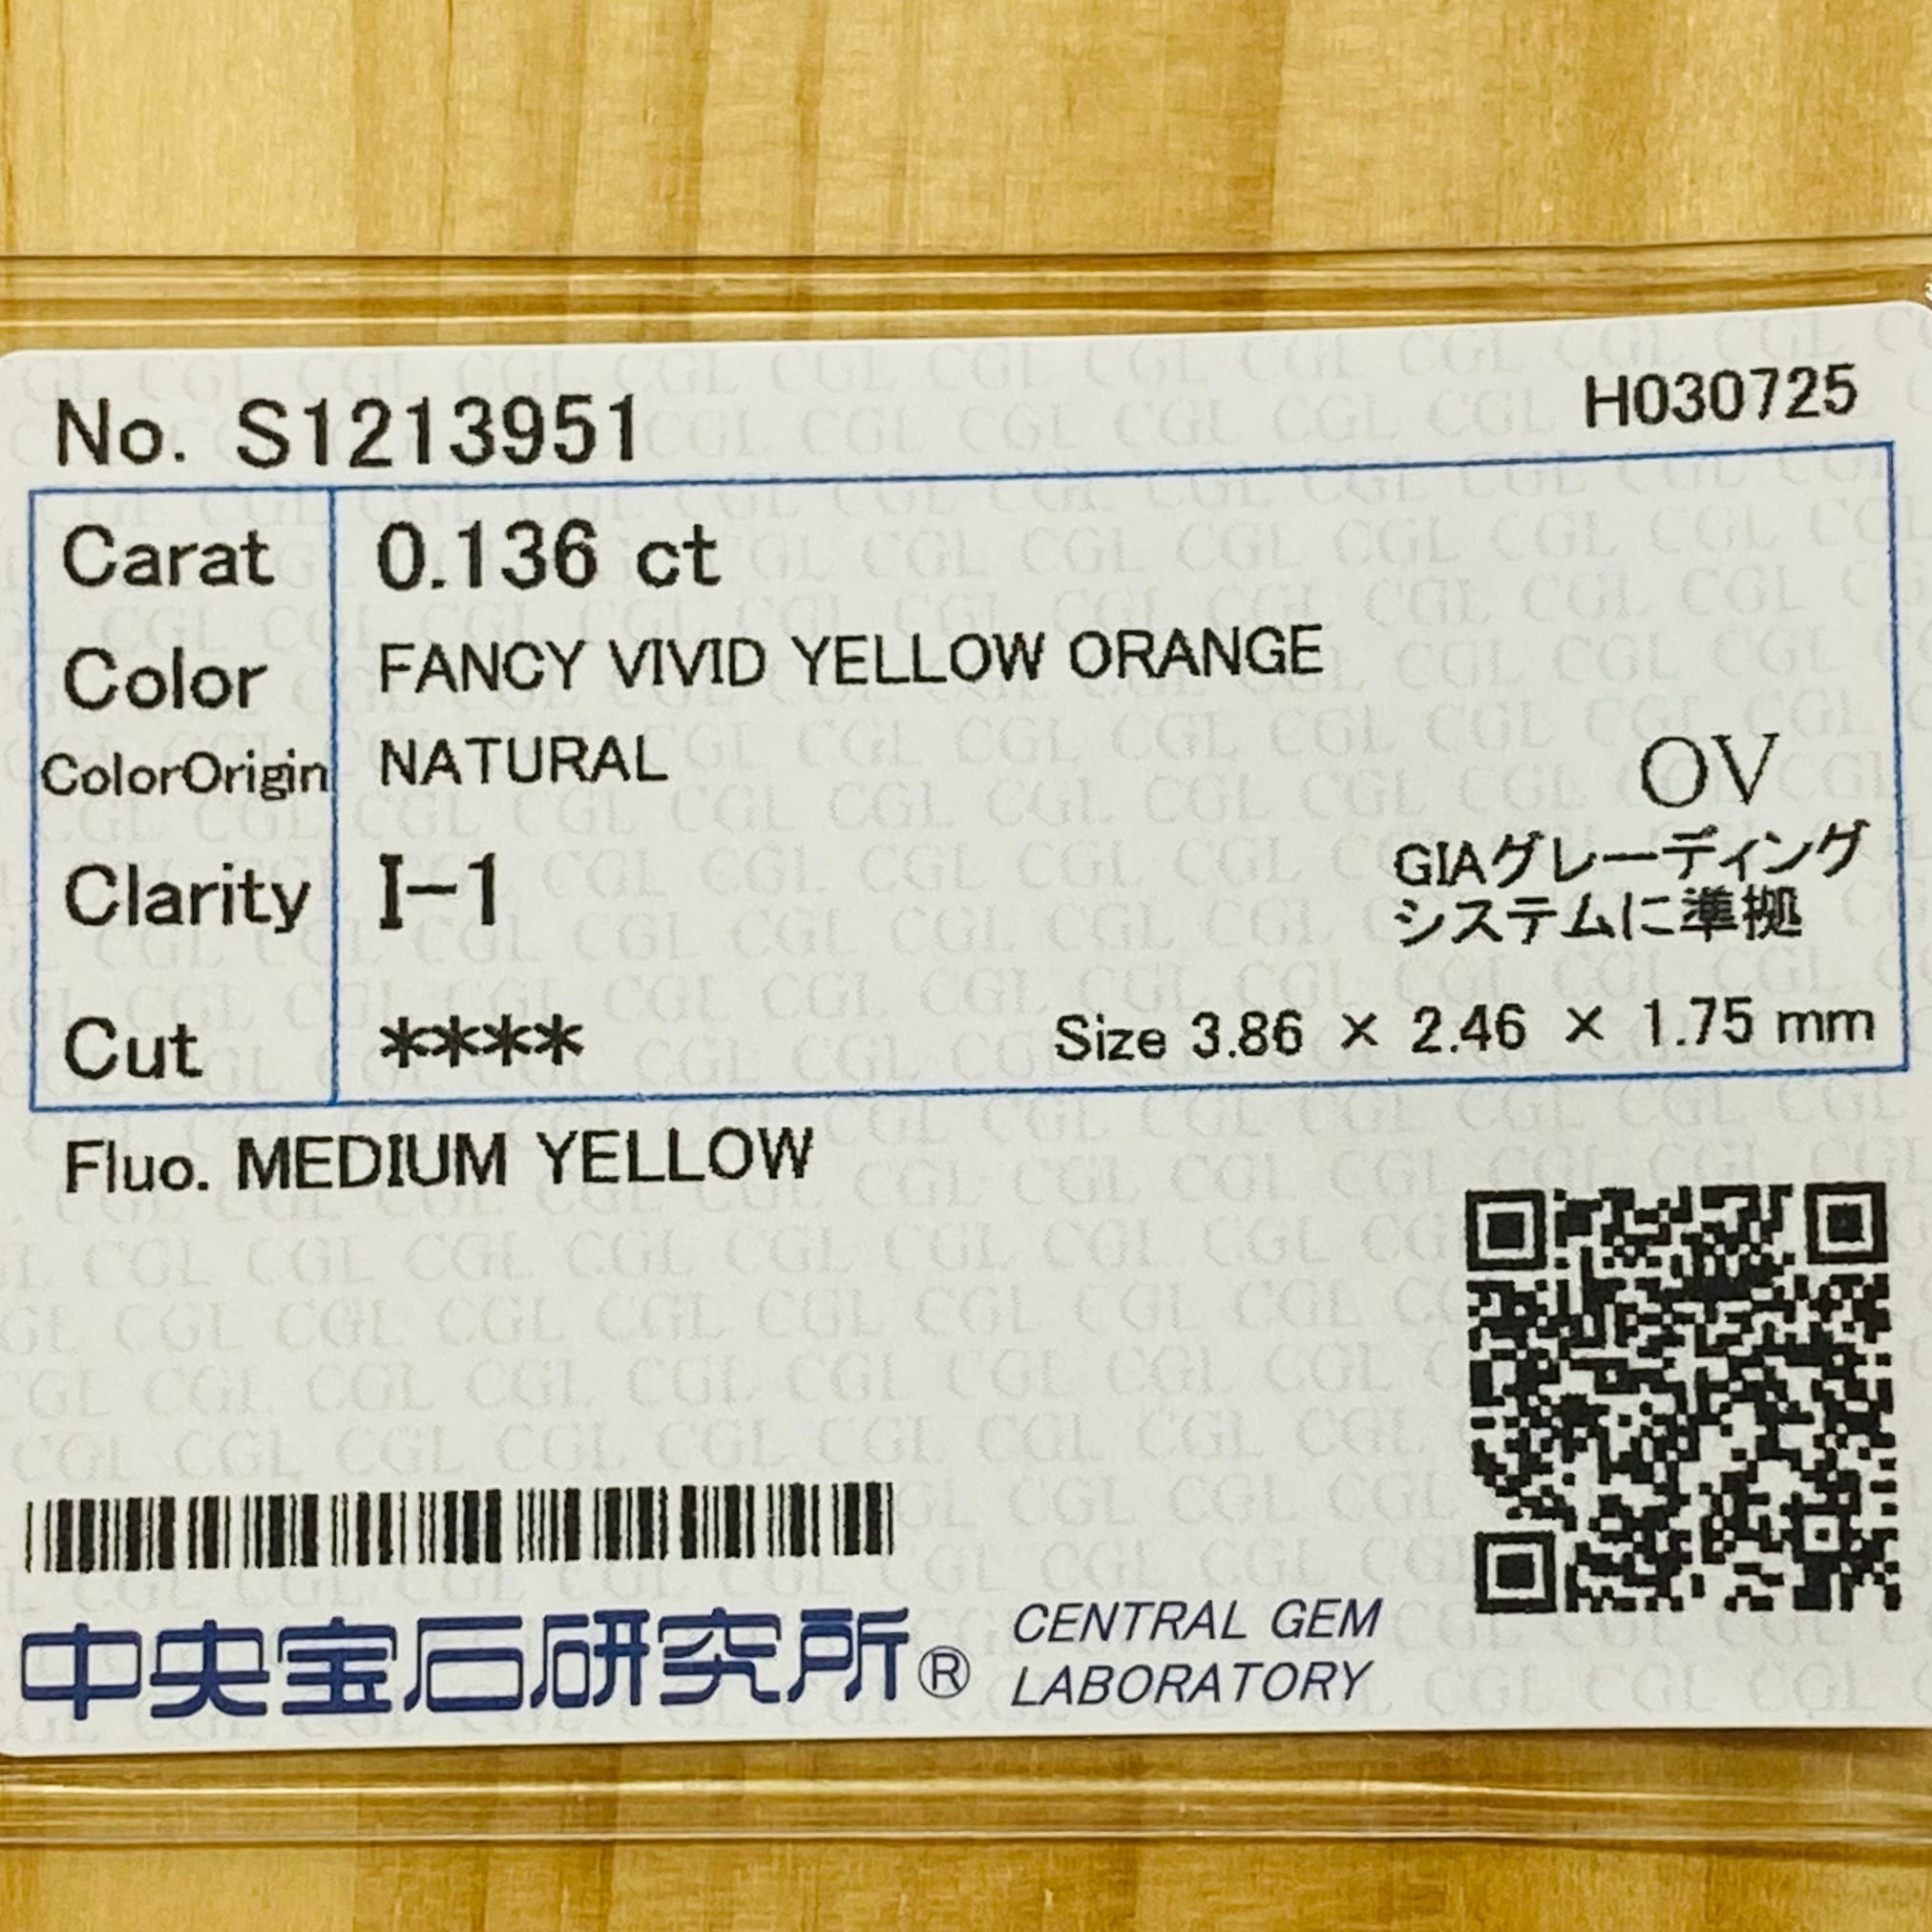 No. S1213951 H030725
Carat 0.136 ct
Color FANCY VIVID YELLOW ORANGE
ColorOrigin NATURAL
OV
Clarity I-1
GIAグレーディング
システムに準拠
Cut ****
Size 3.86 × 2.46 × 1.75 mm
Fluo. MEDIUM YELLOW
中央宝石研究所®
CENTRAL GEM
LABORATORY